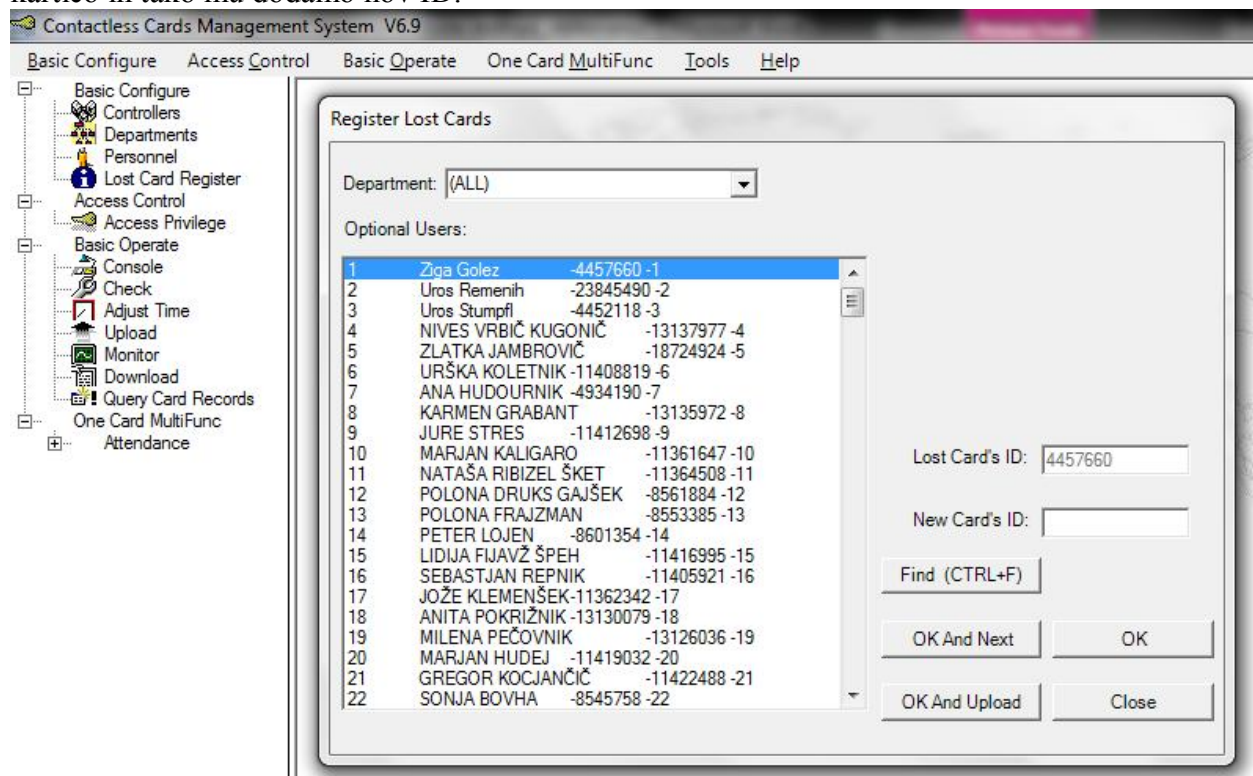 kartico in tako mu dodamo nov ID.
Contactless Cards Management System V6.9
Basic Configure Access Control Basic Operate One Card MultiFunc Tools Help
Basic Configure
Controllers
Departments
Personnel
Lost Card Register
Access Control
Access Privilege
Basic Operate
Console
Check
Adjust Time
Upload
Monitor
Download
Query Card Records
One Card MultiFunc
Attendance
Register Lost Cards
Department: (ALL)
Optional Users:
1 Ziga Golez -4457660 -1
2 Uros Remenih -23845490 -2
3 Uros Stumpfl -4452118 -3
4 NIVES VRBIČ KUGONIČ -13137977 -4
5 ZLATKA JAMBROVIČ -18724924 -5
6 URŠKA KOLETNIK -11408819 -6
7 ANA HUDOURNIK -4934190 -7
8 KARMEN GRABANT -13135972 -8
9 JURE STRES -11412698 -9
10 MARJAN KALIGARO -11361647 -10
11 NATAŠA RIBIZEL ŠKET -11364508 -11
12 POLONA DRUKS GAJŠEK -8561884 -12
13 POLONA FRAJZMAN -8553385 -13
14 PETER LOJEN -8601354 -14
15 LIDIJA FIJAVŽ ŠPEH -11416995 -15
16 SEBASTJAN REPNIK -11405921 -16
17 JOŽE KLEMENŠEK-11362342 -17
18 ANITA POKRIŽNIK -13130079 -18
19 MILENA PEČOVNIK -13126036 -19
20 MARJAN HUDEJ -11419032 -20
21 GREGOR KOCJANČIČ -11422488 -21
22 SONJA BOVHA -8545758 -22
Lost Card's ID: 4457660
New Card's ID:
Find (CTRL+F)
OK And Next OK
OK And Upload Close